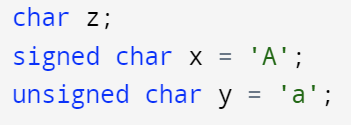 char z;
signed char x = 'A';
unsigned char y = 'a';